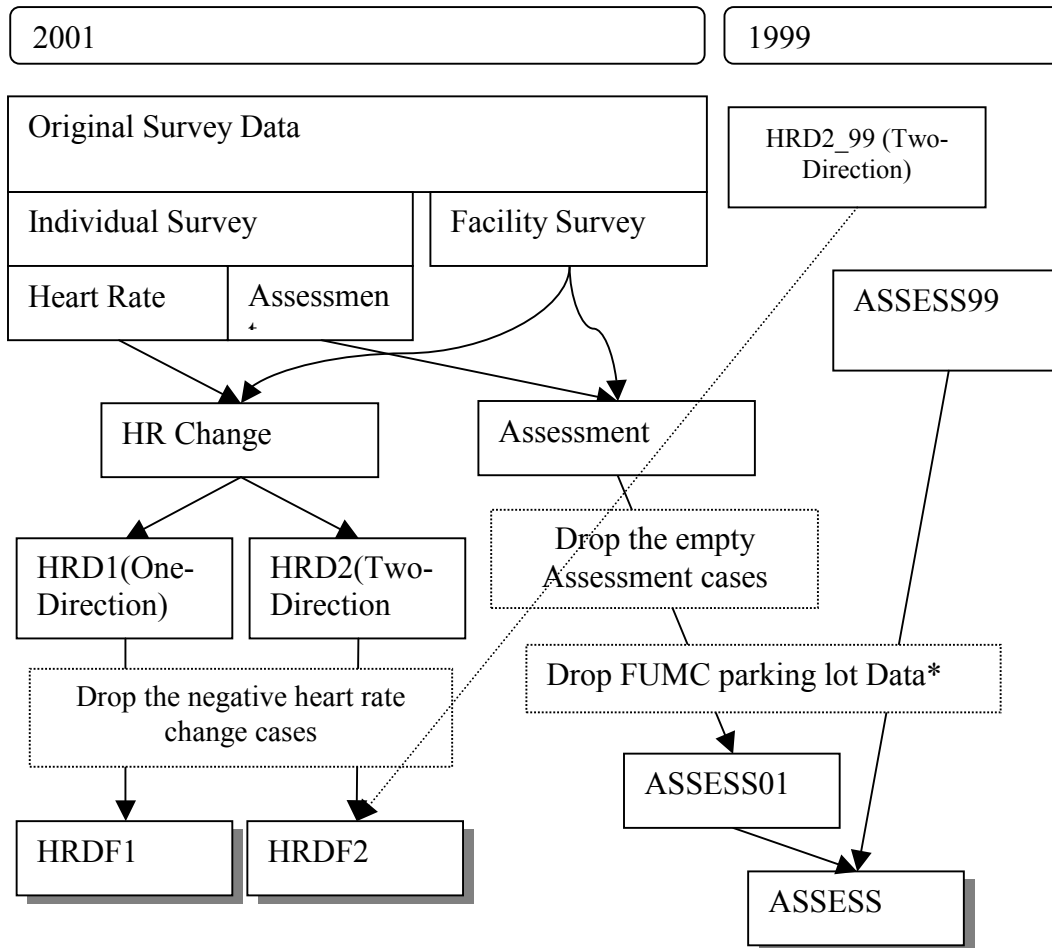 2001
1999
Original Survey Data
HRD2_99 (Two-
Direction)
Individual Survey
Facility Survey
Heart Rate
Assessmen
ASSESS99
HR Change
Assessment
HRD1(One-
Direction)
HRD2(Two-
Direction
Drop the empty
Assessment cases
Drop the negative heart rate
change cases
Drop FUMC parking lot Data*
ASSESS01
HRDF1
HRDF2
ASSESS